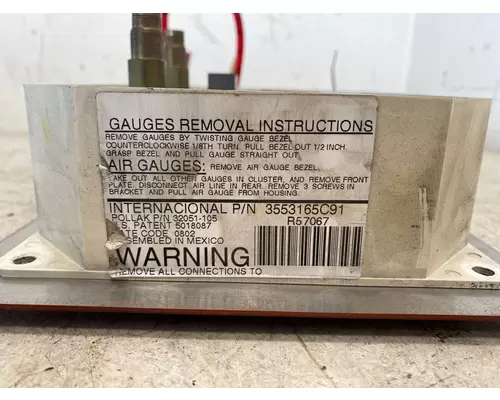 GAUGES REMOVAL INSTRUCTIONS
REMOVE GAUGES BY TWISTING GAUGE BEZEL
COUNTERCLOCKWISE 1/8TH TURN. PULL BEZEL OUT 1/2 INCH.
GRASP BEZEL AND PULL GAUGE STRAIGHT OUT
AIR GAUGES: REMOVE AIR GAUGE BEZEL,
TAKE OUT ALL OTHER GAUGES IN CLUSTER, AND REMOVE FRONT
PLATE. DISCONNECT AIR LINE IN REAR. REMOVE 3 SCREWS IN
BRACKET AND PULL AIR GAUGE FROM HOUSING.
INTERNACIONAL P/N 3553165C91
POLLAK P/N 32051-105 R57067
.S. PATENT 5018087
ATE CODE 0802
SSEMBLED IN MEXICO
WARNING
REMOVE ALL CONNECTIONS TO